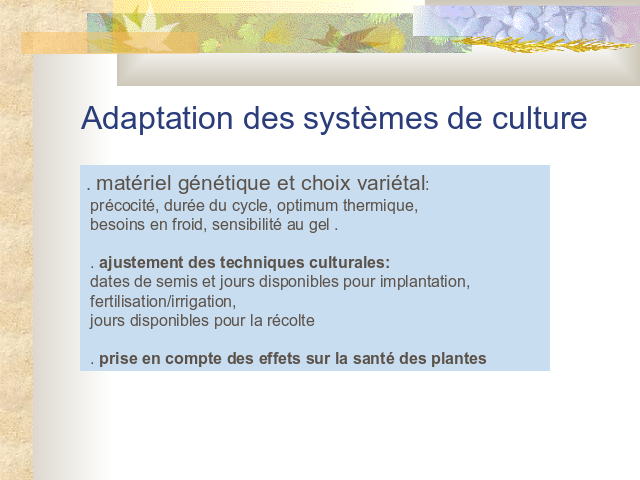 Adaptation des systèmes de culture
. matériel génétique et choix variétal:
précocité, durée du cycle, optimum thermique,
besoins en froid, sensibilité au gel .
. ajustement des techniques culturales:
dates de semis et jours disponibles pour implantation,
fertilisation/irrigation,
jours disponibles pour la récolte
. prise en compte des effets sur la santé des plantes